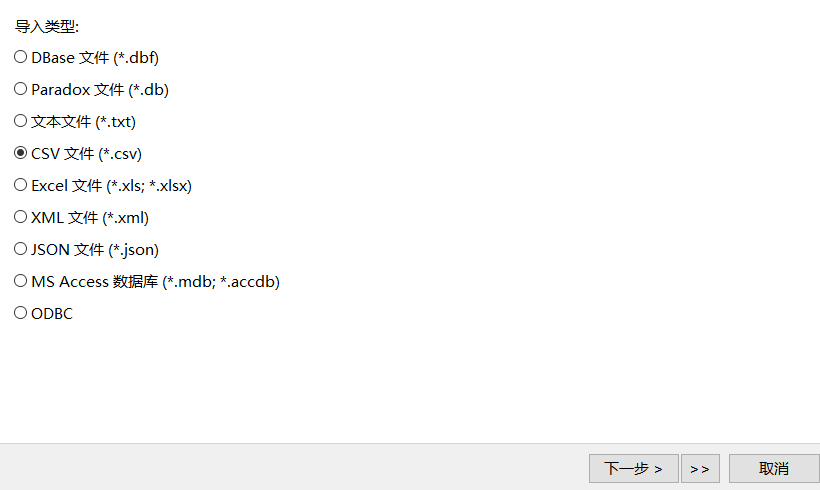 导入类型:
DBase 文件 (*.dbf)
Paradox 文件 (*.db)
文本文件 (*.txt)
CSV 文件 (*.csv)
Excel 文件 (*.xls; *.xlsx)
XML 文件 (*.xml)
JSON 文件 (*.json)
MS Access 数据库 (*.mdb; *.accdb)
ODBC
下一步 > >> 取消